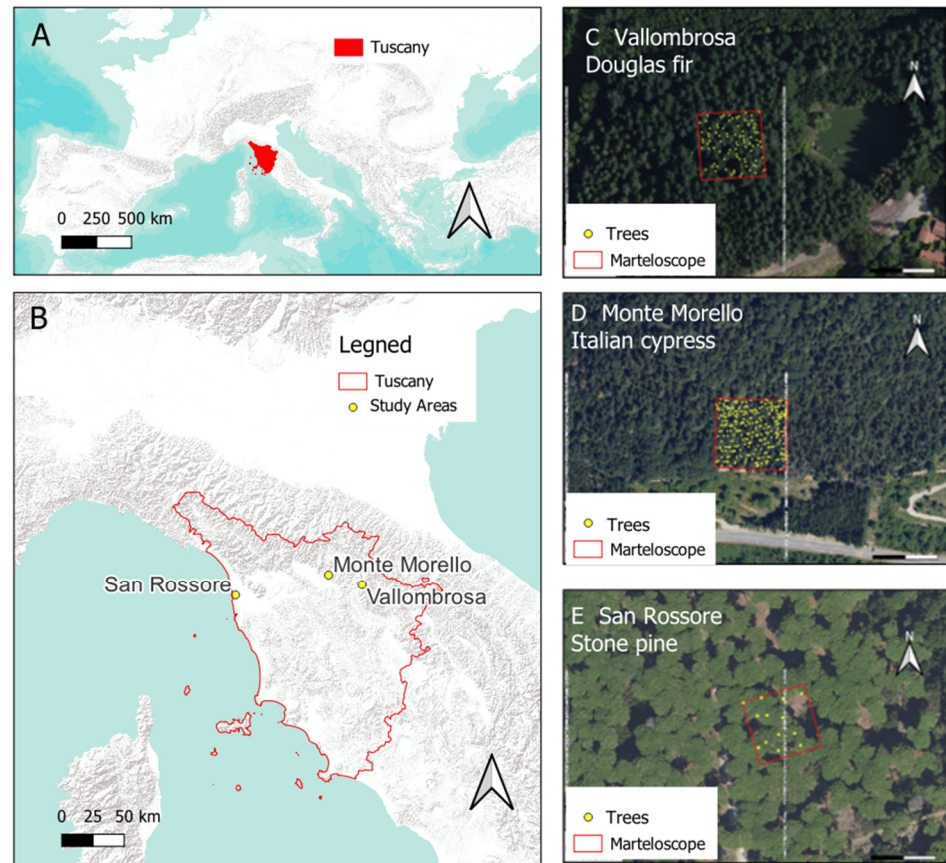 A
Tuscany
0 250 500 km
B
Legned
Tuscany
Study Areas
San Rossore
Monte Morello
Vallombrosa
0 25 50 km
C Vallombrosa
Douglas fir
N
Trees
Marteloscope
D Monte Morello
Italian cypress
N
Trees
Marteloscope
E San Rossore
Stone pine
N
Trees
Marteloscope